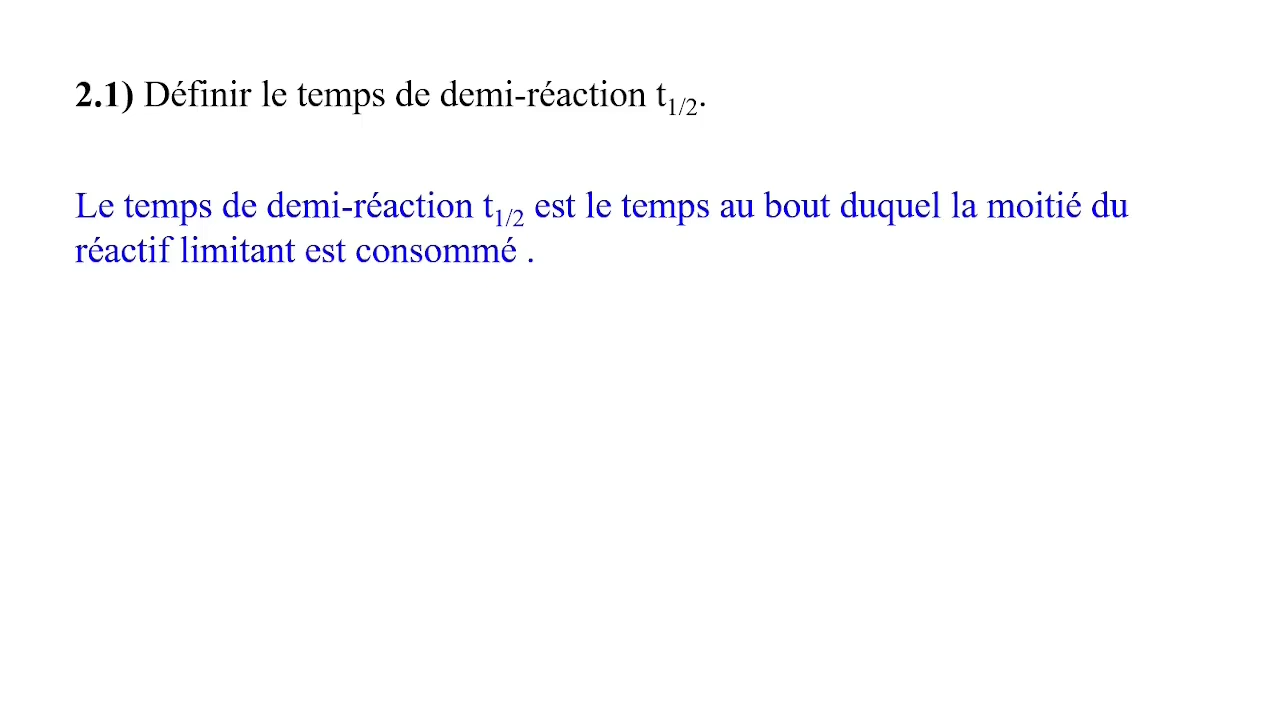 2.1) Définir le temps de demi-réaction t1/2.
Le temps de demi-réaction t1/2 est le temps au bout duquel la moitié du
réactif limitant est consommé .